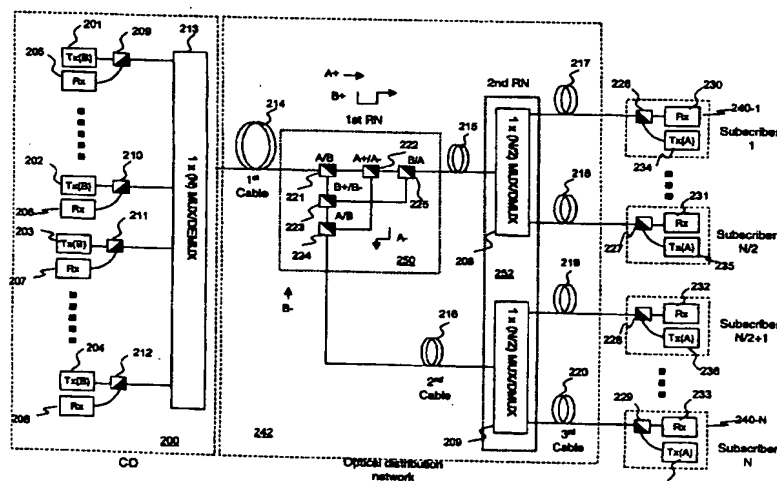 201
209
213
205
Tx(B)
Rx
202
210
Tx(B)
206
Rx
211
203
Tx(B)
Rx
207
204
212
Tx(B)
208
Rx
1 x (N) MUX/DEMUX
200
CO
A+
B+
1st RN
214
1st
Cable
A/B
221
A+/A-
222
B/A
225
B+/B-
223
A/B
224
A-
250
B-
215
2nd RN
1 x (N/2) MUX/DMUX
208
252
1 x (N/2) MUX/DMUX
209
216
2nd
Cable
217
218
219
220
3rd
Cable
242
Optical distribution
network
226
230
Rx
Tx(A)
234
240-1
Subscriber
1
231
Rx
Tx(A)
227
235
Subscriber
N/2
232
Rx
Tx(A)
228
236
Subscriber
N/2+1
229
233
Rx
Tx(A)
240-N
Subscriber
N